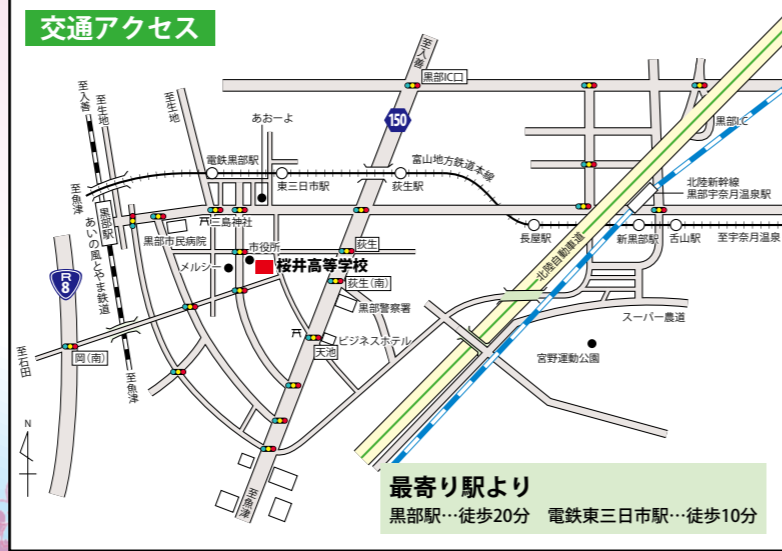 交通アクセス
至入善
黒部IC口
至入善
至生地
至生地
あおーよ
150
黒部I.C
電鉄黒部駅
東三日市駅
荻生駅
富山地方鉄道本線
北陸新幹線
黒部宇奈月温泉駅
至魚津
黒部駅
三島神社
長屋駅
新黒部駅
舌山駅
至宇奈月温泉
黒部市民病院
市役所
荻生
あいの風とやま鉄道
メルシー
桜井高等学校
北陸自動車道
R
8
荻生(南)
黒部警察署
スーパー農道
ビジネスホテル
天池
宮野運動公園
至石田
岡(南)
至魚津
N
至魚津
最寄り駅より
黒部駅…徒歩20分 電鉄東三日市駅…徒歩10分